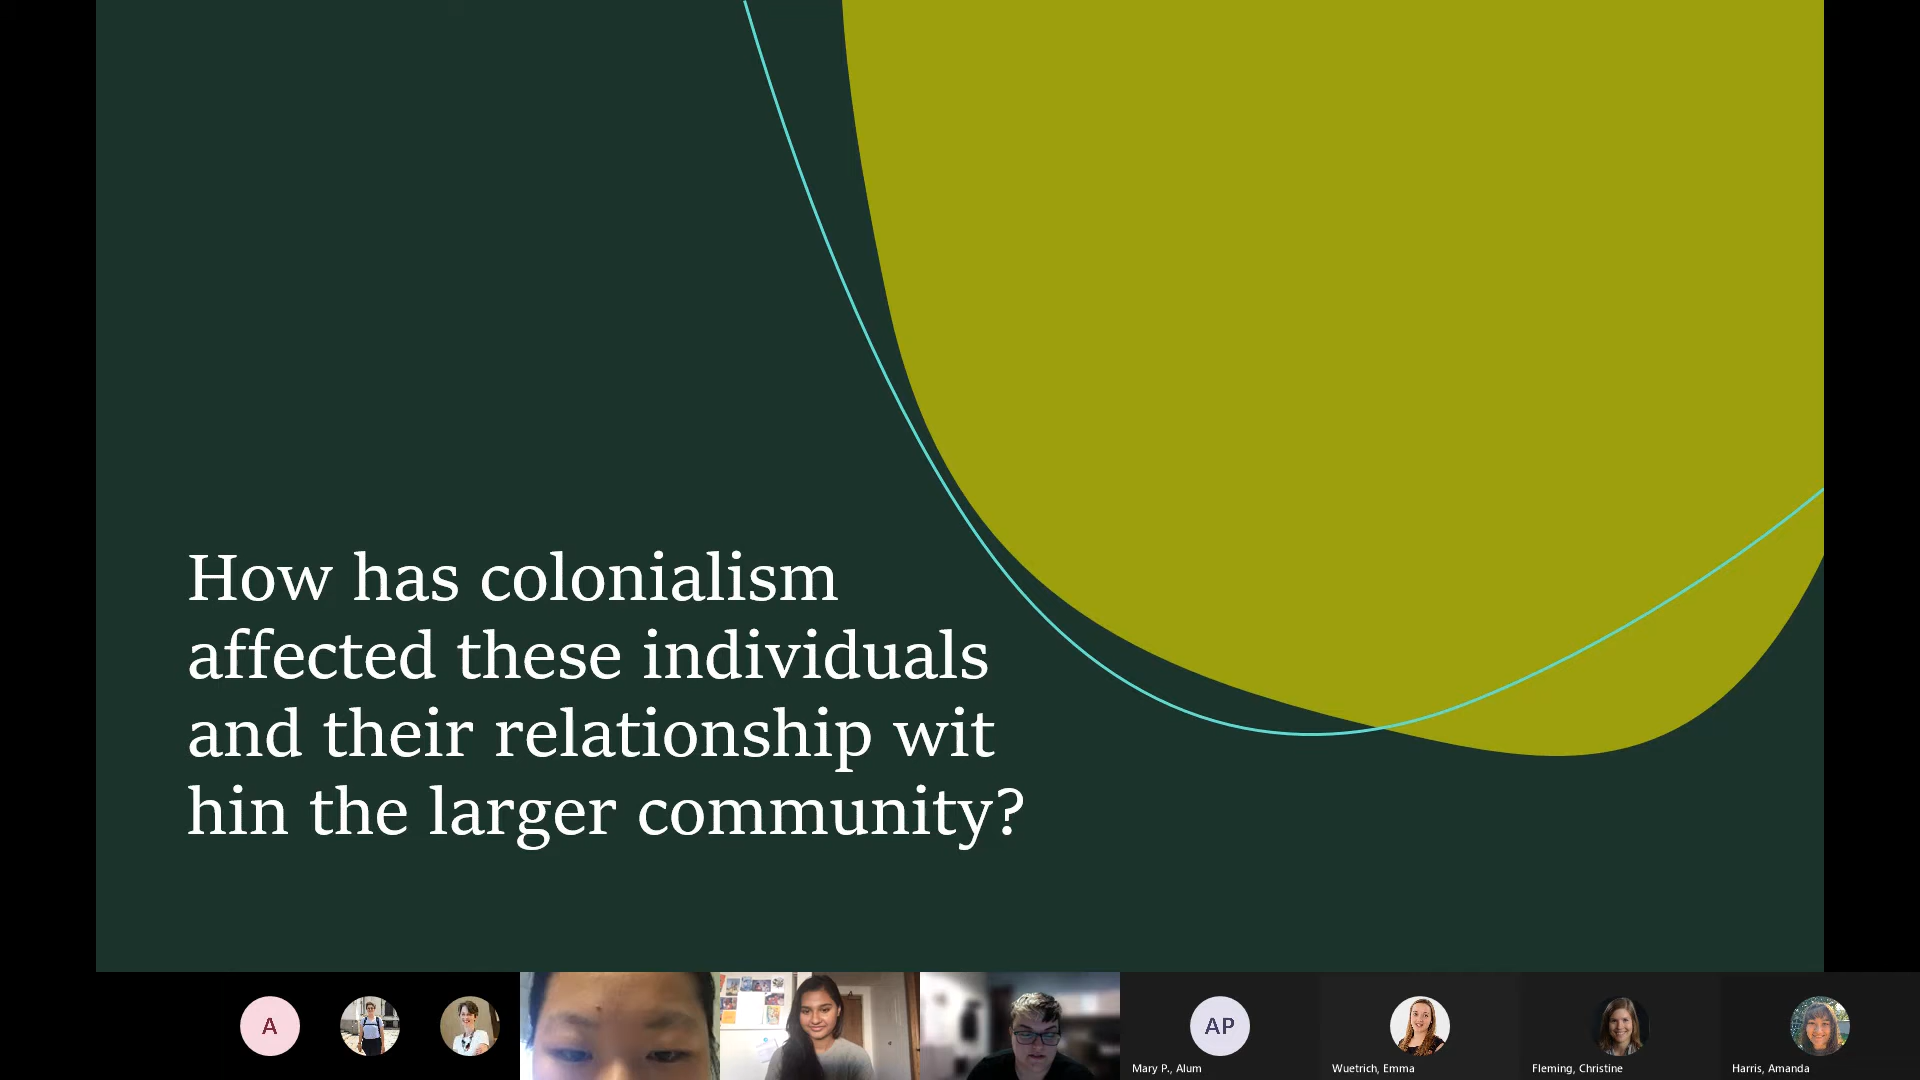 How has colonialism
affected these individuals
and their relationship wit
hin the larger community?
A
AP
Mary P., Alum
Wuetrich, Emma
Fleming, Christine
Harris, Amanda